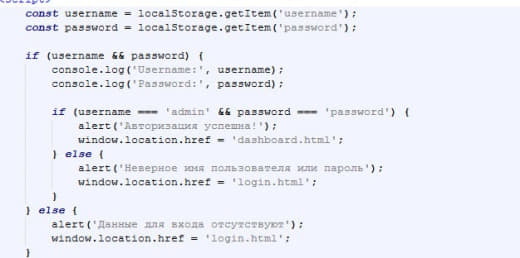 <script>
const username = localStorage.getItem('username');
const password = localStorage.getItem('password');
if (username && password) {
console.log('Username:', username);
console.log('Password:', password);
if (username === 'admin' && password === 'password') {
alert('Авторизация успешна!');
window.location.href = 'dashboard.html';
} else {
alert('Неверное имя пользователя или пароль');
window.location.href = 'login.html';
}
} else {
alert('Данные для входа отсутствуют');
window.location.href = 'login.html';
}